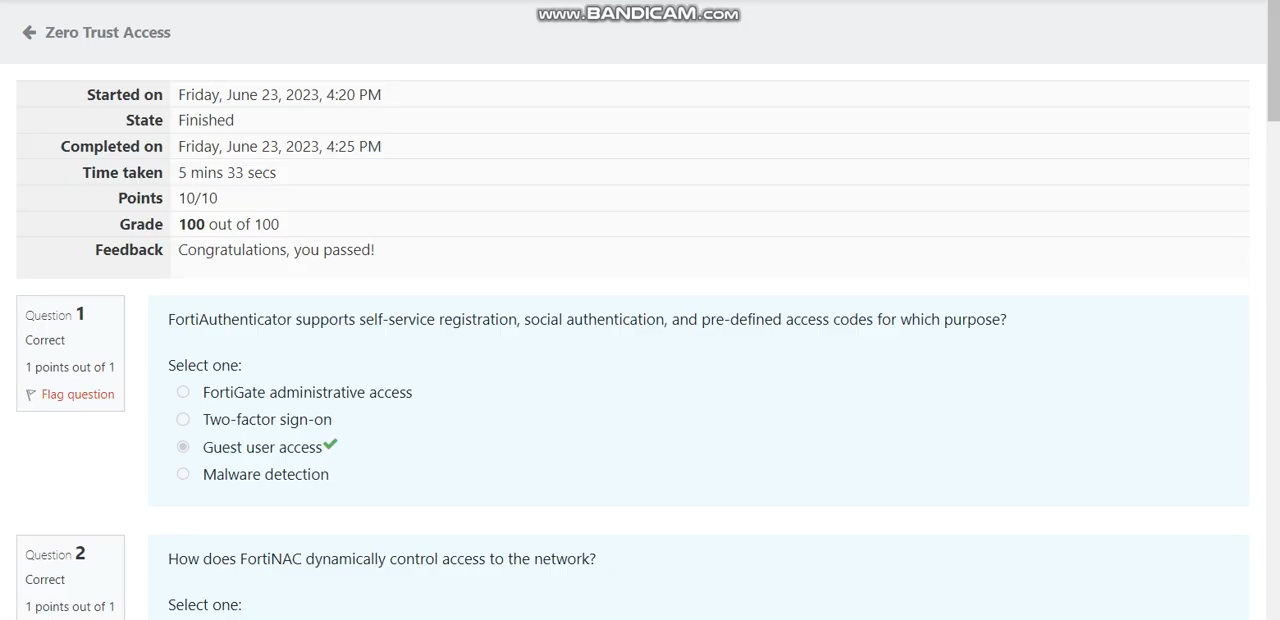 www.BANDICAM.com
Zero Trust Access
Started on Friday, June 23, 2023, 4:20 PM
State Finished
Completed on Friday, June 23, 2023, 4:25 PM
Time taken 5 mins 33 secs
Points 10/10
Grade 100 out of 100
Feedback Congratulations, you passed!
Question 1
Correct
1 points out of 1
Flag question
FortiAuthenticator supports self-service registration, social authentication, and pre-defined access codes for which purpose?
Select one:
FortiGate administrative access
Two-factor sign-on
Guest user access
Malware detection
Question 2
Correct
1 points out of 1
How does FortiNAC dynamically control access to the network?
Select one: